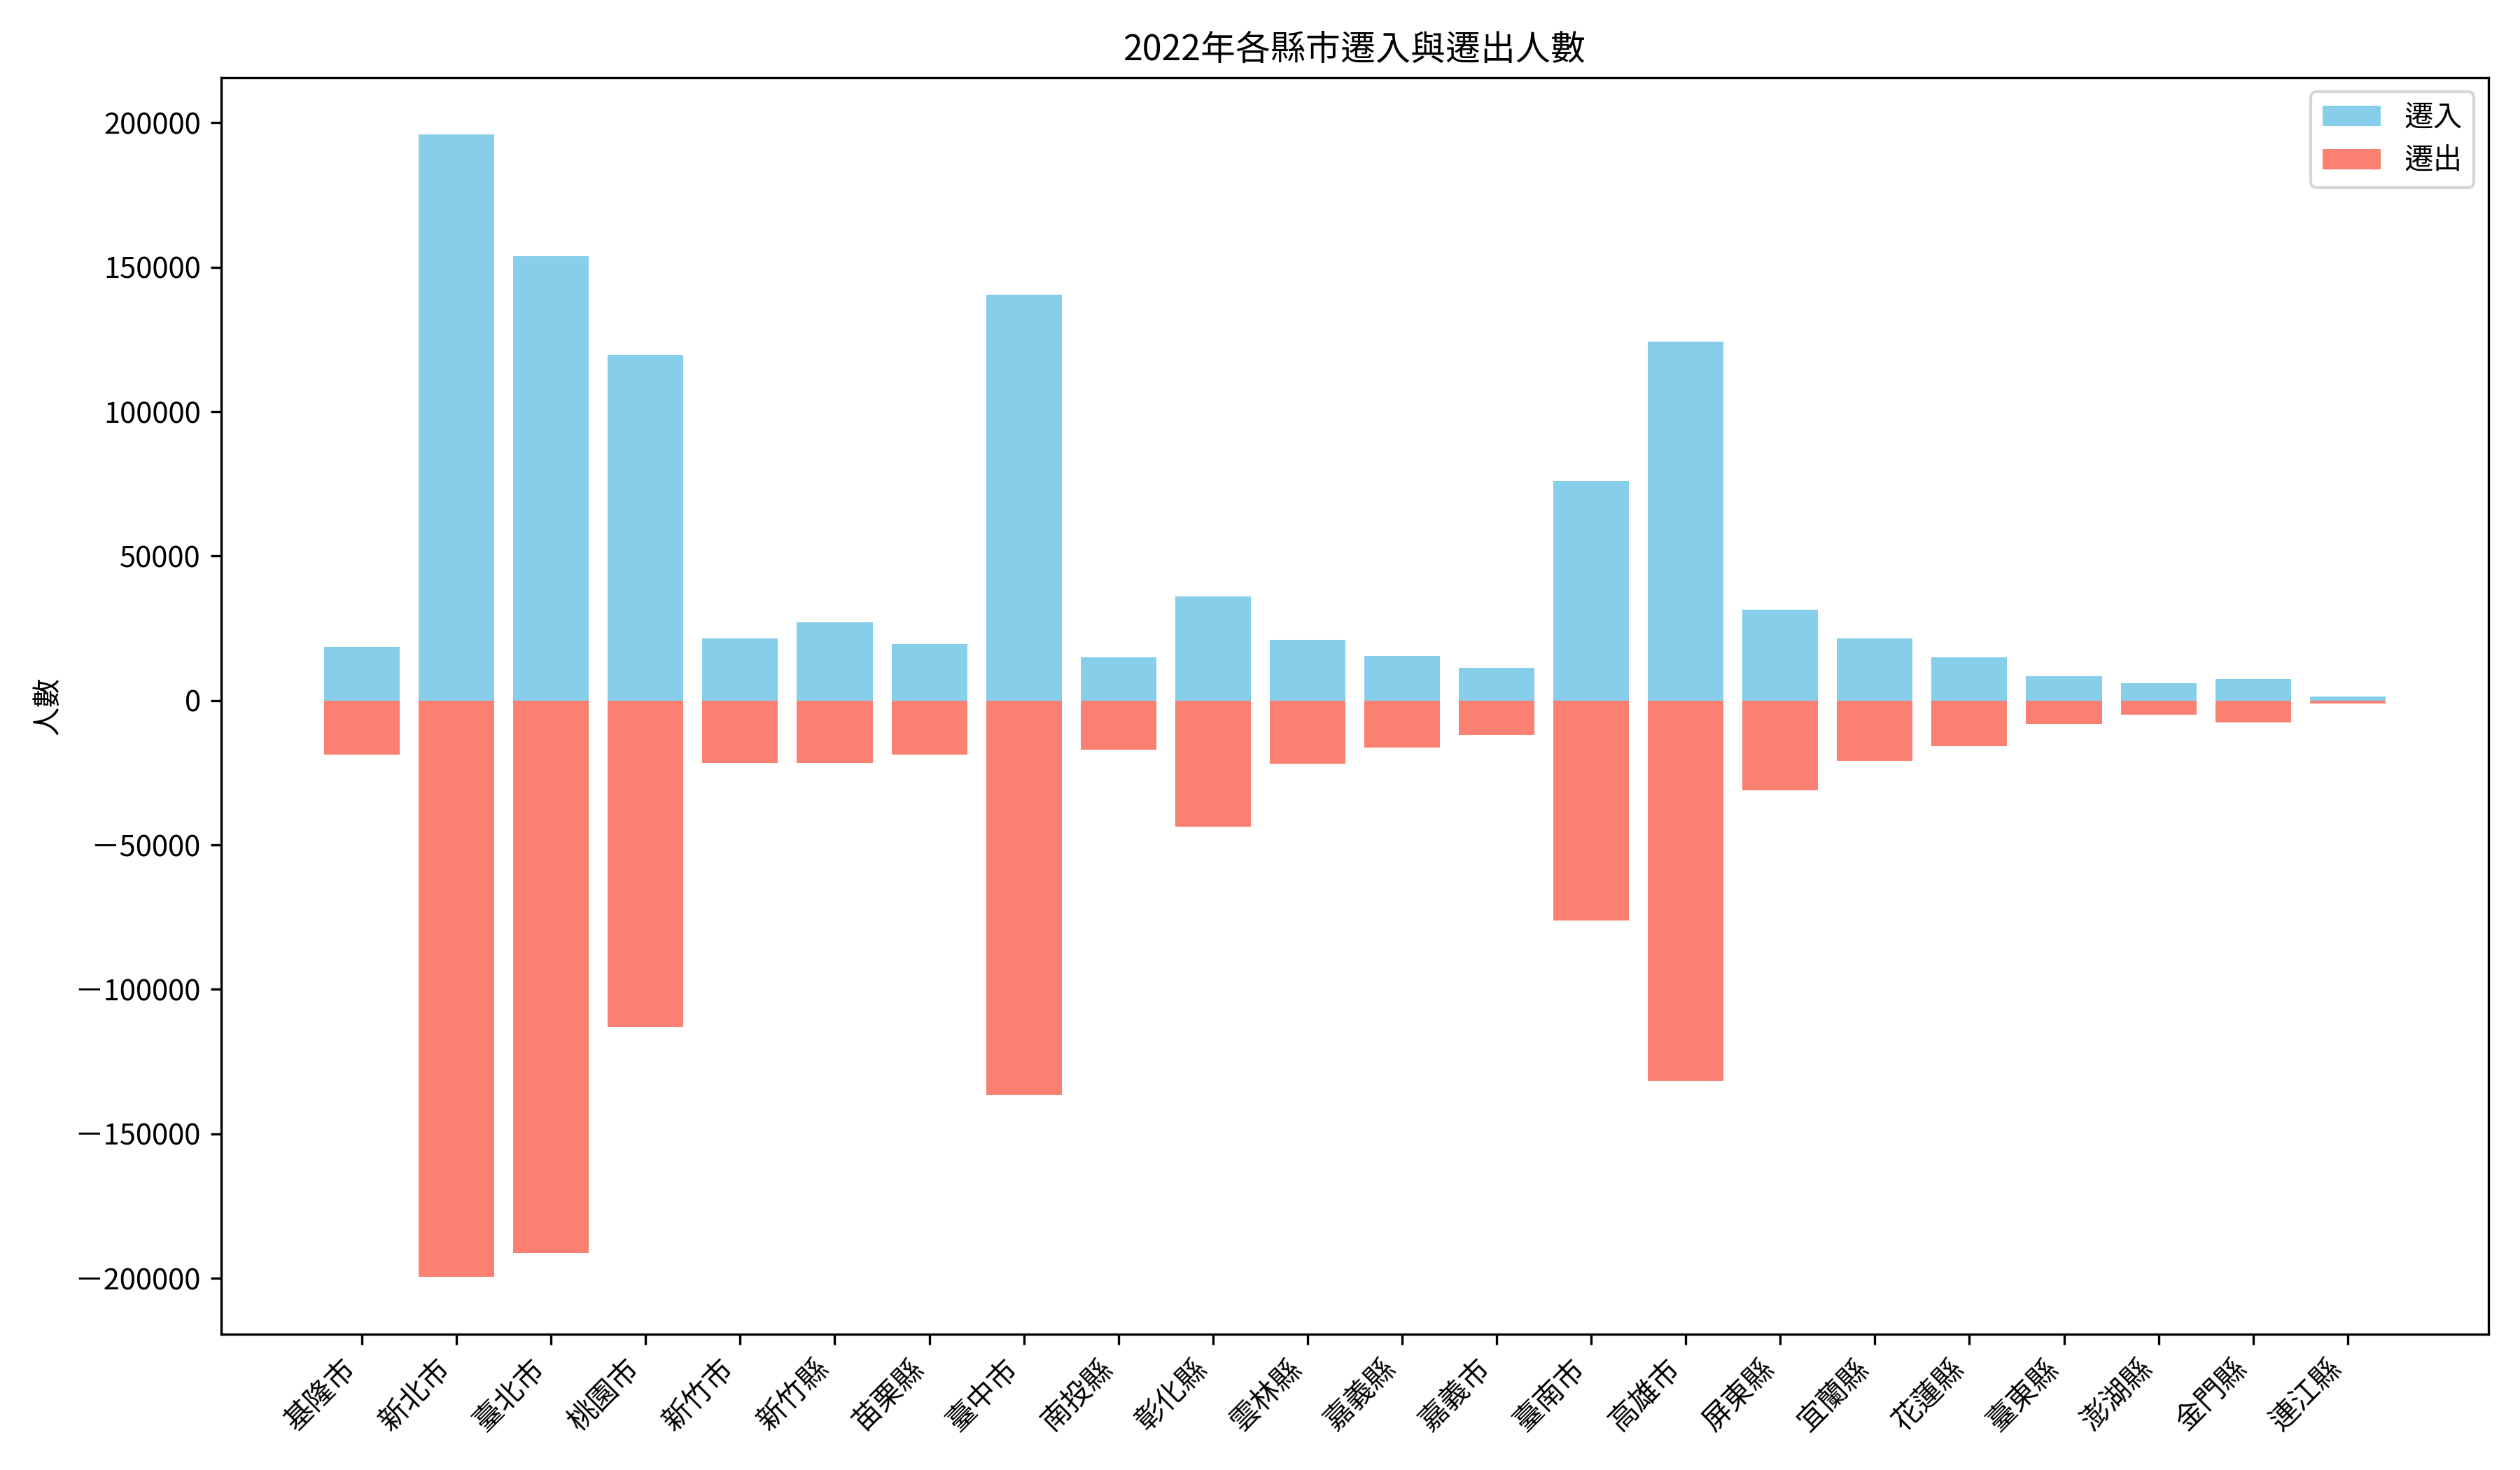 2022年各縣市遷入與遷出人數
遷入
遷出
人數
200000
150000
100000
50000
0
−50000
−100000
−150000
−200000
基隆市
新北市
臺北市
桃園市
新竹市
新竹縣
苗栗縣
臺中市
南投縣
彰化縣
雲林縣
嘉義縣
嘉義市
臺南市
高雄市
屏東縣
宜蘭縣
花蓮縣
臺東縣
澎湖縣
金門縣
連江縣